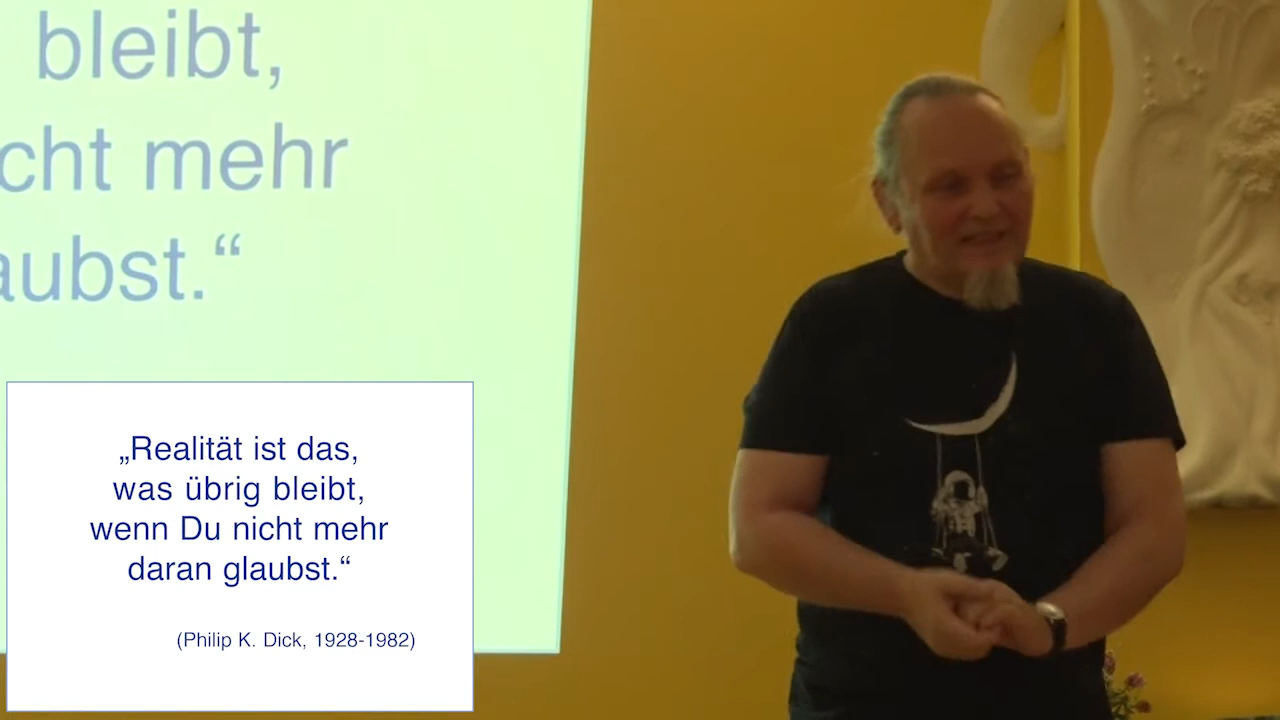 bleibt,
cht mehr
aubst.“
„Realität ist das,
was übrig bleibt,
wenn Du nicht mehr
daran glaubst.“
(Philip K. Dick, 1928-1982)